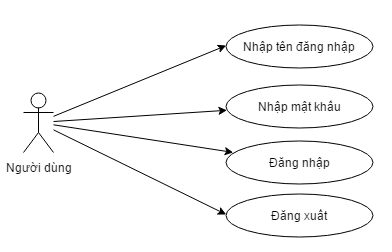 Nhập tên đăng nhập
Nhập mật khẩu
Người dùng
Đăng nhập
Đăng xuất